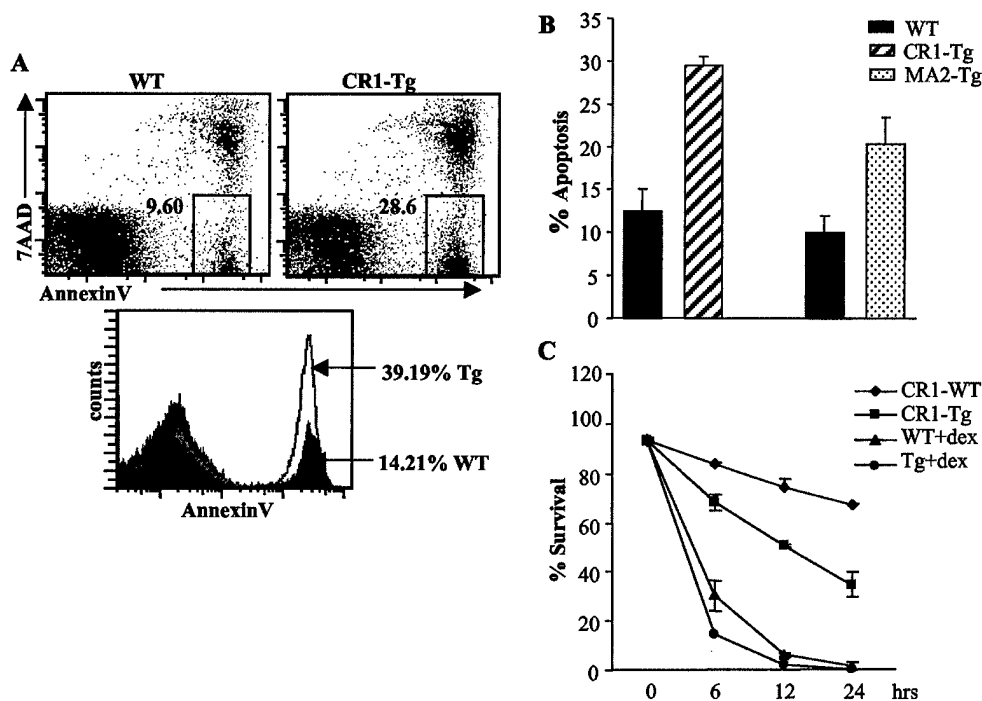 A
WT
CR1-Tg
7AAD
9.60
28.6
AnnexinV
counts
39.19% Tg
14.21% WT
AnnexinV
B
35
30
25
20
15
10
5
0
% Apoptosis
WT
CR1-Tg
MA2-Tg
C
120
100
80
60
40
20
0
% Survival
CR1-WT
CR1-Tg
WT+dex
Tg+dex
0 6 12 24 hrs